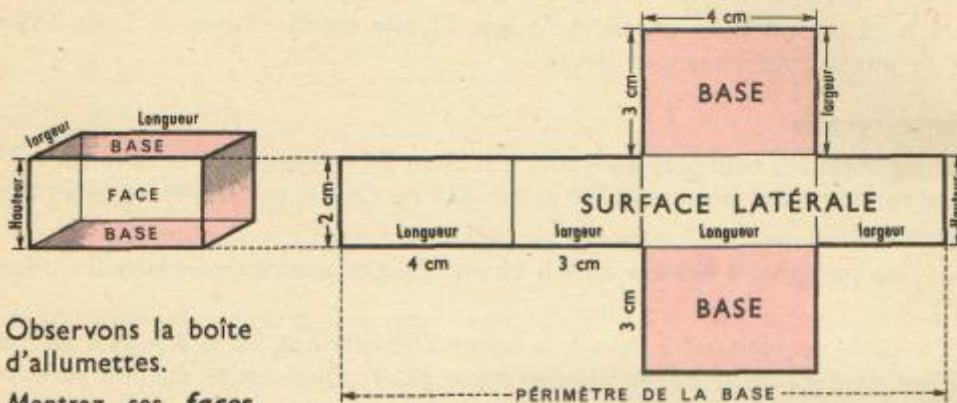 4 cm
3 cm
BASE
largeur
Longueur
largeur
BASE
Hauteur
FACE
BASE
2 cm
SURFACE LATÉRALE
Longueur
largeur
Longueur
largeur
Hauteur
4 cm
3 cm
3 cm
BASE
Observons la boîte
d'allumettes.
PÉRIMÈTRE DE LA BASE
Montrez ses faces